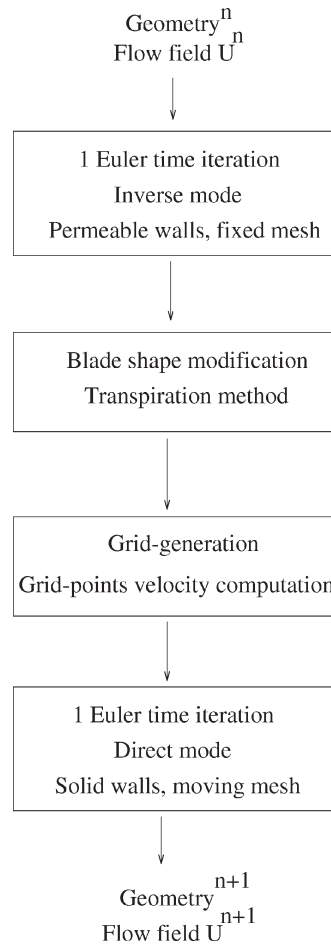 Geometry^n
Flow field U^n
1 Euler time iteration
Inverse mode
Permeable walls, fixed mesh
Blade shape modification
Transpiration method
Grid-generation
Grid-points velocity computation
1 Euler time iteration
Direct mode
Solid walls, moving mesh
Geometry^n+1
Flow field U^n+1